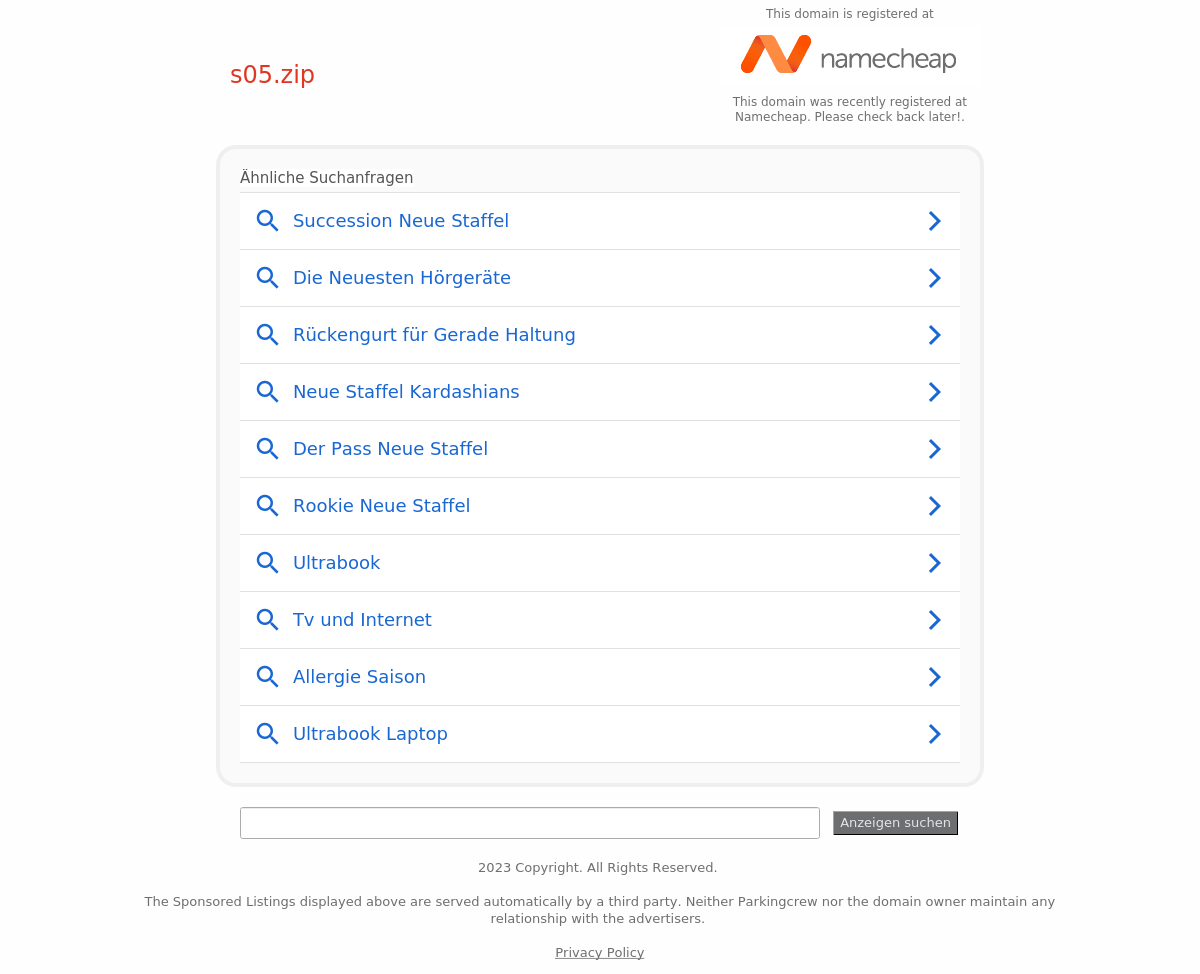 This domain is registered at
namecheap
s05.zip
This domain was recently registered at
Namecheap. Please check back later!.
Ähnliche Suchanfragen
Succession Neue Staffel
Die Neuesten Hörgeräte
Rückengurt für Gerade Haltung
Neue Staffel Kardashians
Der Pass Neue Staffel
Rookie Neue Staffel
Ultrabook
Tv und Internet
Allergie Saison
Ultrabook Laptop
Anzeigen suchen
2023 Copyright. All Rights Reserved.
The Sponsored Listings displayed above are served automatically by a third party. Neither Parkingcrew nor the domain owner maintain any
relationship with the advertisers.
Privacy Policy